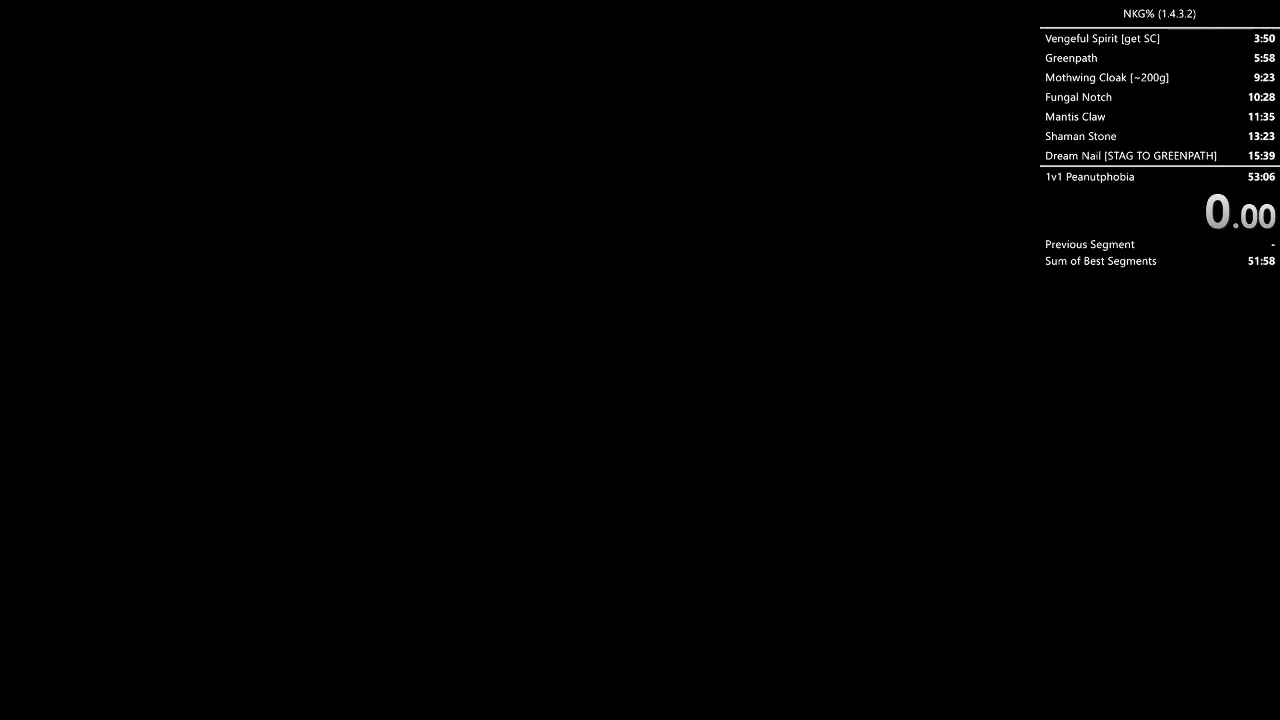 NKG% (1.4.3.2)
Vengeful Spirit [get SC] 3:50
Greenpath 5:58
Mothwing Cloak [~200g] 9:23
Fungal Notch 10:28
Mantis Claw 11:35
Shaman Stone 13:23
Dream Nail [STAG TO GREENPATH] 15:39
1v1 Peanutphobia 53:06
0.00
Previous Segment -
Sum of Best Segments 51:58